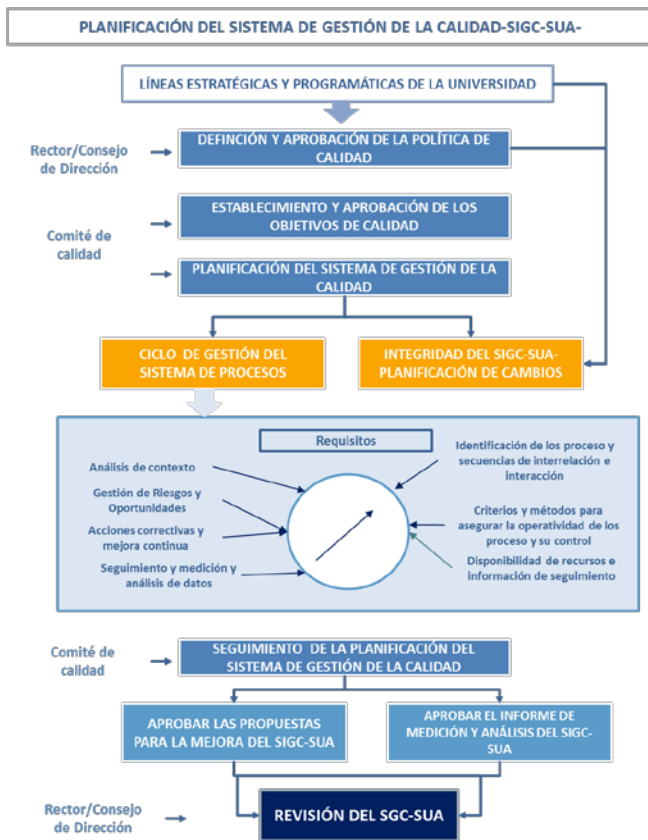 PLANIFICACIÓN DEL SISTEMA DE GESTIÓN DE LA CALIDAD-SIGC-SUA-
LÍNEAS ESTRATÉGICAS Y PROGRAMÁTICAS DE LA UNIVERSIDAD
Rector/Consejo
de Dirección
DEFINCIÓN Y APROBACIÓN DE LA POLÍTICA DE
CALIDAD
ESTABLECIMIENTO Y APROBACIÓN DE LOS
OBJETIVOS DE CALIDAD
Comité de
calidad
PLANIFICACIÓN DEL SISTEMA DE GESTIÓN DE LA
CALIDAD
CICLO DE GESTIÓN DEL
SISTEMA DE PROCESOS
INTEGRIDAD DEL SIGC-SUA-
PLANIFICACIÓN DE CAMBIOS
Requisitos
Análisis de contexto
Gestión de Riesgos y
Oportunidades
Acciones correctivas y
mejora continua
Seguimiento y medición y
análisis de datos
Identificación de los proceso y
secuencias de interrelación e
interacción
Criterios y métodos para
asegurar la operatividad de los
proceso y su control
Disponibilidad de recursos e
información de seguimiento
Comité de
calidad
SEGUIMIENTO DE LA PLANIFICACIÓN DEL
SISTEMA DE GESTIÓN DE LA CALIDAD
APROBAR LAS PROPUESTAS
PARA LA MEJORA DEL SIGC-SUA
APROBAR EL INFORME DE
MEDICIÓN Y ANÁLISIS DEL SIGC-
SUA
Rector/Consejo
de Dirección
REVISIÓN DEL SGC-SUA